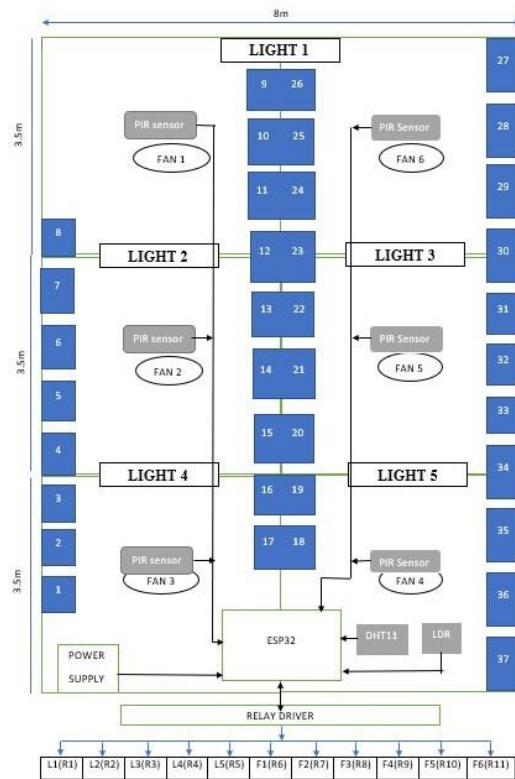 8m
LIGHT 1
27
9 26
3.5m
PIR sensor
PIR Sensor
10 25
28
FAN 1
FAN 6
11 24
29
8
12 23
30
LIGHT 2
LIGHT 3
7
13 22
31
3.5m
PIR sensor
PIR Sensor
6
32
FAN 2
FAN 5
14 21
5
33
15 20
4
34
LIGHT 4
LIGHT 5
3
16 19
35
2
17 18
PIR sensor
PIR Sensor
3.5m
FAN 3
FAN 4
1
36
ESP32
DHT11
LDR
POWER
SUPPLY
37
RELAY DRIVER
L1(R1) L2(R2) L3(R3) L4(R4) L5(R5) F1(R6) F2(R7) F3(R8) F4(R9) F5(R10) F6(R11)